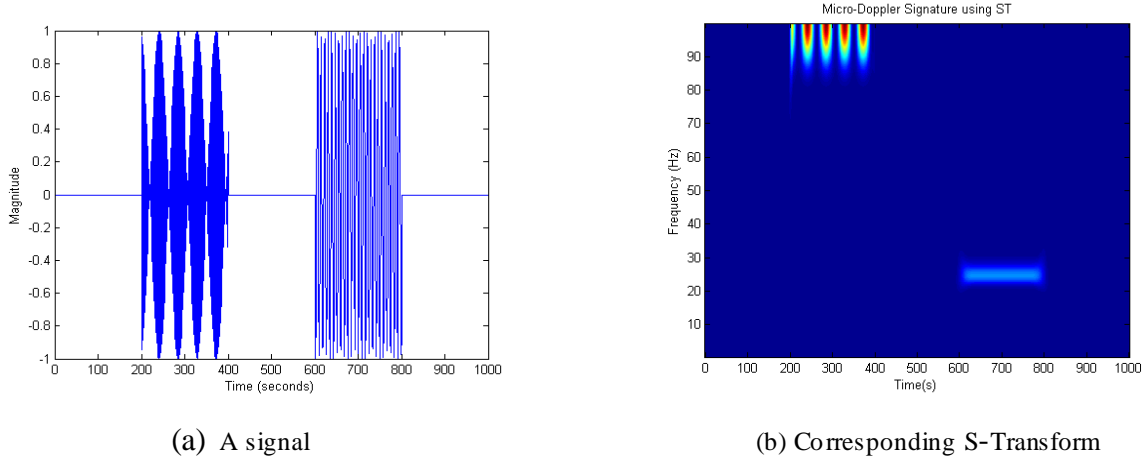 1
0.8
0.6
0.4
0.2
0
-0.2
-0.4
-0.6
-0.8
-1
Magnitude
0 100 200 300 400 500 600 700 800 900 1000
Time (seconds)
(a) A signal
Micro-Doppler Signature using ST
90
80
70
60
50
40
30
20
10
Frequency (Hz)
0 100 200 300 400 500 600 700 800 900 1000
Time(s)
(b) Corresponding S-Transform